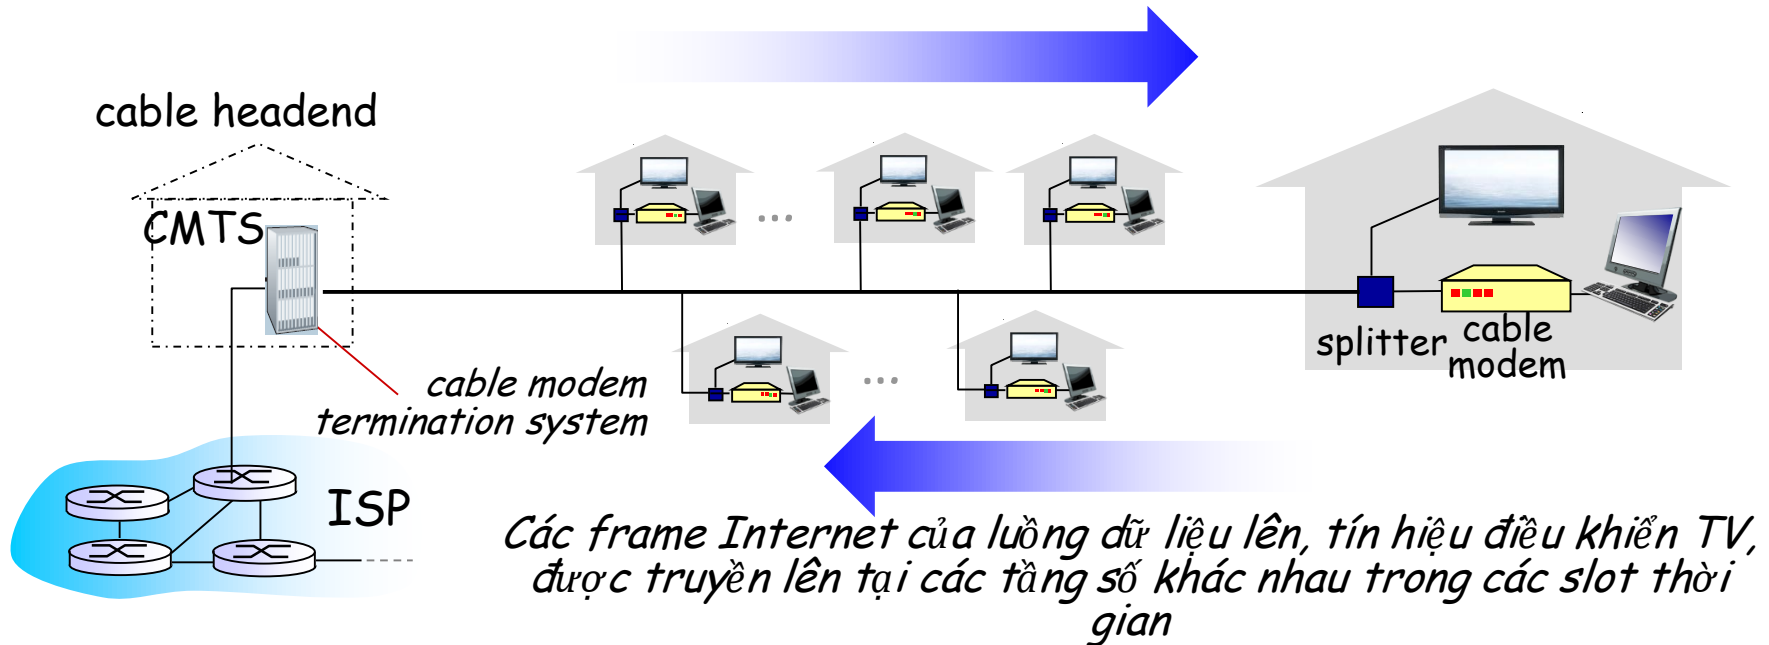 cable headend
CMTS
splitter
cable
modem
cable modem
termination system
ISP
Các frame Internet của luồng dữ liệu lên, tín hiệu điều khiển TV,
được truyền lên tại các tầng số khác nhau trong các slot thời
gian